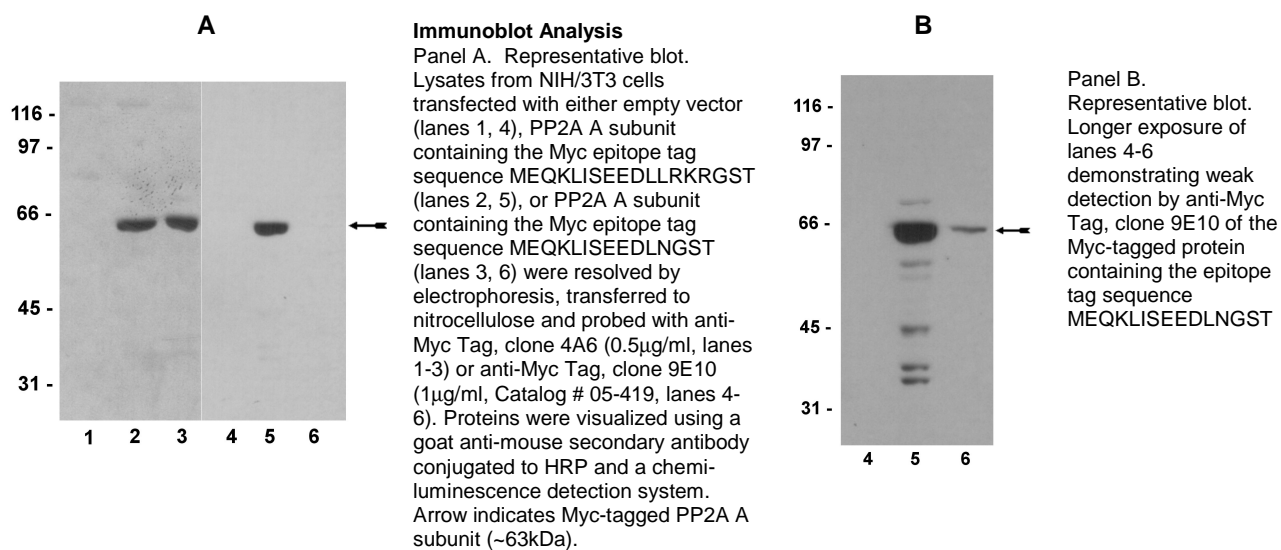 A
116 -
97 -
66 -
45 -
31 -
1 2 3 4 5 6
Immunoblot Analysis
Panel A. Representative blot.
Lysates from NIH/3T3 cells
transfected with either empty vector
(lanes 1, 4), PP2A A subunit
containing the Myc epitope tag
sequence MEQKLISEEDLLRKRGST
(lanes 2, 5), or PP2A A subunit
containing the Myc epitope tag
sequence MEQKLISEEDLNGST
(lanes 3, 6) were resolved by
electrophoresis, transferred to
nitrocellulose and probed with anti-
Myc Tag, clone 4A6 (0.5μg/ml, lanes
1-3) or anti-Myc Tag, clone 9E10
(1μg/ml, Catalog # 05-419, lanes 4-
6). Proteins were visualized using a
goat anti-mouse secondary antibody
conjugated to HRP and a chemi-
luminescence detection system.
Arrow indicates Myc-tagged PP2A A
subunit (~63kDa).
B
116 -
97 -
66 -
45 -
31 -
4 5 6
Panel B.
Representative blot.
Longer exposure of
lanes 4-6
demonstrating weak
detection by anti-Myc
Tag, clone 9E10 of the
Myc-tagged protein
containing the epitope
tag sequence
MEQKLISEEDLNGST